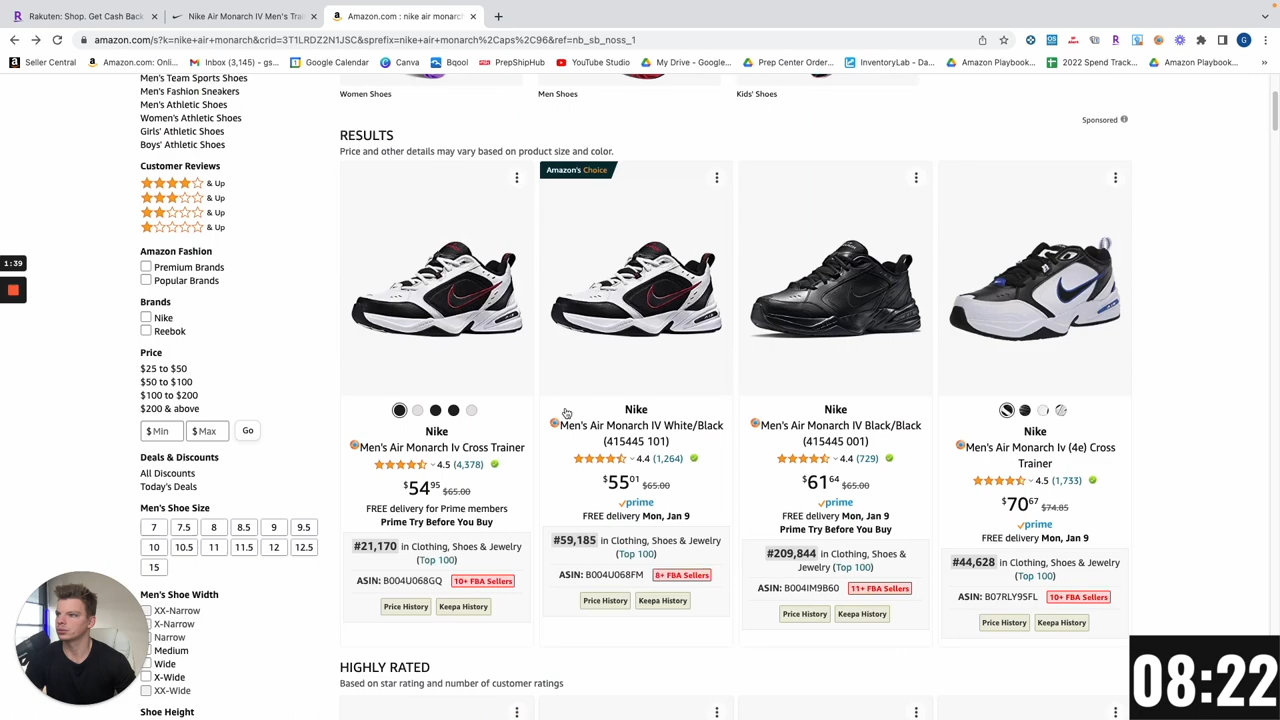 Rakuten: Shop. Get Cash Back
Nike Air Monarch IV Men's Trai
Amazon.com : nike air monarc
amazon.com/s?k=nike+air+monarch&crid=3T1LRDZ2N1JSC&sprefix=nike+air+monarch%2Caps%2C96&ref=nb_sb_noss_1
Seller Central
Amazon.com: Onli...
Inbox (3,145) - gs...
Google Calendar
Canva
Bqool
PrepShipHub
YouTube Studio
My Drive - Google...
Prep Center Order...
InventoryLab - Da...
Amazon Playbook...
2022 Spend Track...
Amazon Playbook...
Men's Team Sports Shoes
Men's Fashion Sneakers
Men's Athletic Shoes
Women's Athletic Shoes
Girls' Athletic Shoes
Boys' Athletic Shoes
Customer Reviews
& Up
& Up
& Up
& Up
Amazon Fashion
Premium Brands
Popular Brands
Brands
Nike
Reebok
Price
$25 to $50
$50 to $100
$100 to $200
$200 & above
$ Min $ Max Go
Deals & Discounts
All Discounts
Today's Deals
Men's Shoe Size
7 7.5 8 8.5 9 9.5
10 10.5 11 11.5 12 12.5
15
Men's Shoe Width
XX-Narrow
X-Narrow
Narrow
Medium
Wide
X-Wide
XX-Wide
Shoe Height
1:39
Women Shoes
Men Shoes
Kids' Shoes
Sponsored
RESULTS
Price and other details may vary based on product size and color.
Nike
Men's Air Monarch Iv Cross Trainer
4.5 (4,378)
$54 95 $65.00
FREE delivery for Prime members
Prime Try Before You Buy
#21,170 in Clothing, Shoes & Jewelry
(Top 100)
ASIN: B004U068GQ 10+ FBA Sellers
Price History Keepa History
Amazon's Choice
Nike
Men's Air Monarch IV White/Black
(415445 101)
4.4 (1,264)
$55 01 $65.00
prime
FREE delivery Mon, Jan 9
#59,185 in Clothing, Shoes & Jewelry
(Top 100)
ASIN: B004U068FM 8+ FBA Sellers
Price History Keepa History
Nike
Men's Air Monarch IV Black/Black
(415445 001)
4.4 (729)
$61 64 $65.00
prime
FREE delivery Mon, Jan 9
Prime Try Before You Buy
#209,844 in Clothing, Shoes &
Jewelry (Top 100)
ASIN: B004IM9B60 11+ FBA Sellers
Price History Keepa History
Nike
Men's Air Monarch Iv (4e) Cross
Trainer
4.5 (1,733)
$70 67 $74.85
prime
FREE delivery Mon, Jan 9
#44,628 in Clothing, Shoes & Jewelry
(Top 100)
ASIN: B07RLY9SFL 10+ FBA Sellers
Price History Keepa History
HIGHLY RATED
Based on star rating and number of customer ratings
08:22